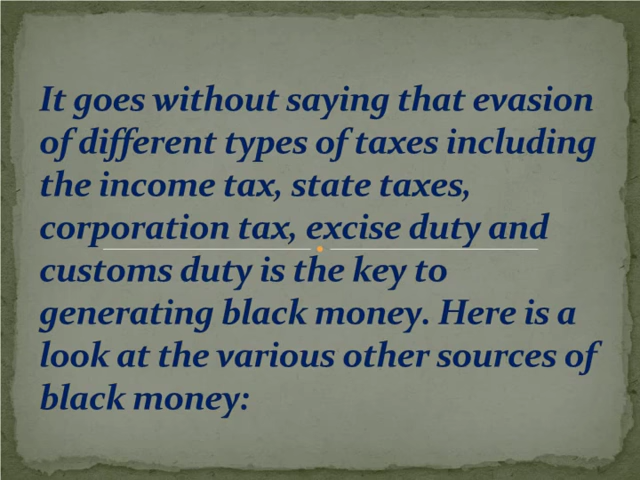 It goes without saying that evasion
of different types of taxes including
the income tax, state taxes,
corporation tax, excise duty and
customs duty is the key to
generating black money. Here is a
look at the various other sources of
black money: